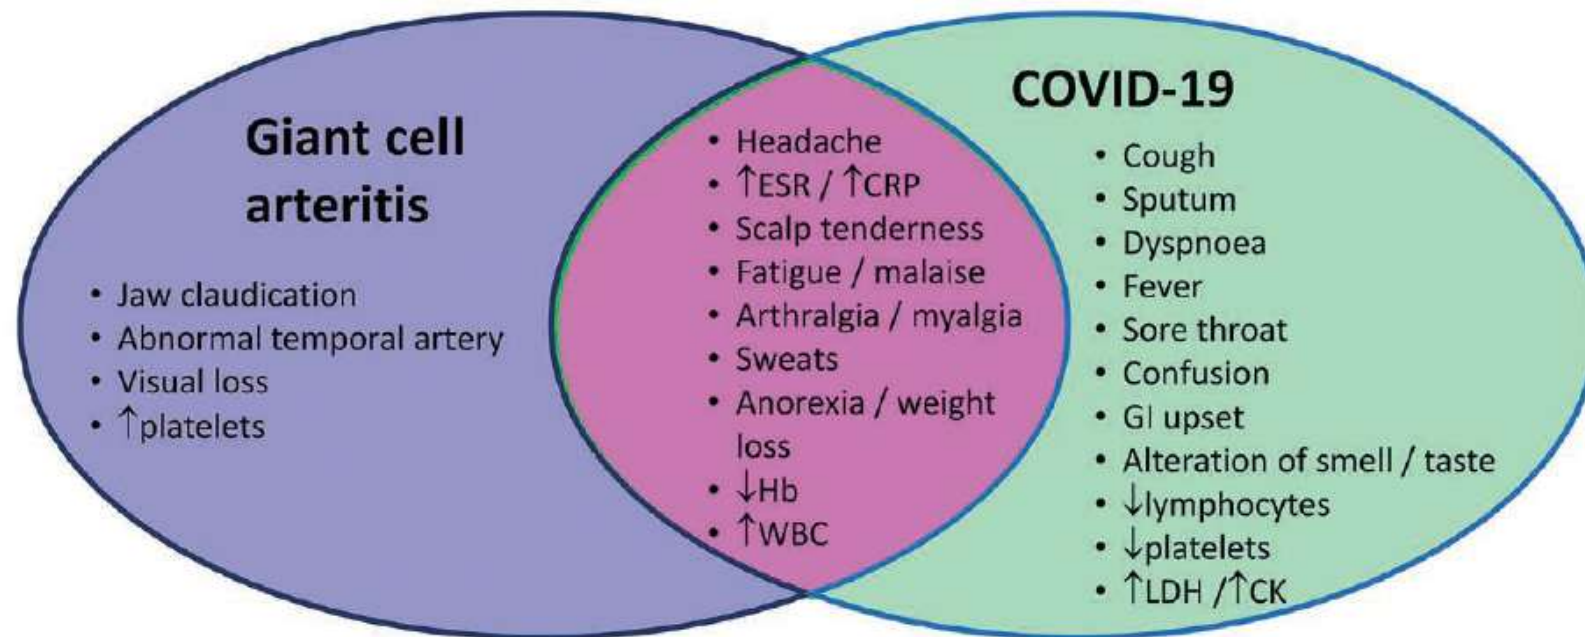 Giant cell
arteritis
• Jaw claudication
• Abnormal temporal artery
• Visual loss
• ↑platelets
• Headache
• ↑ESR / ↑CRP
• Scalp tenderness
• Fatigue / malaise
• Arthralgia / myalgia
• Sweats
• Anorexia / weight
loss
• ↓Hb
• ↑WBC
COVID-19
• Cough
• Sputum
• Dyspnoea
• Fever
• Sore throat
• Confusion
• GI upset
• Alteration of smell / taste
• ↓lymphocytes
• ↓platelets
• ↑LDH /↑CK